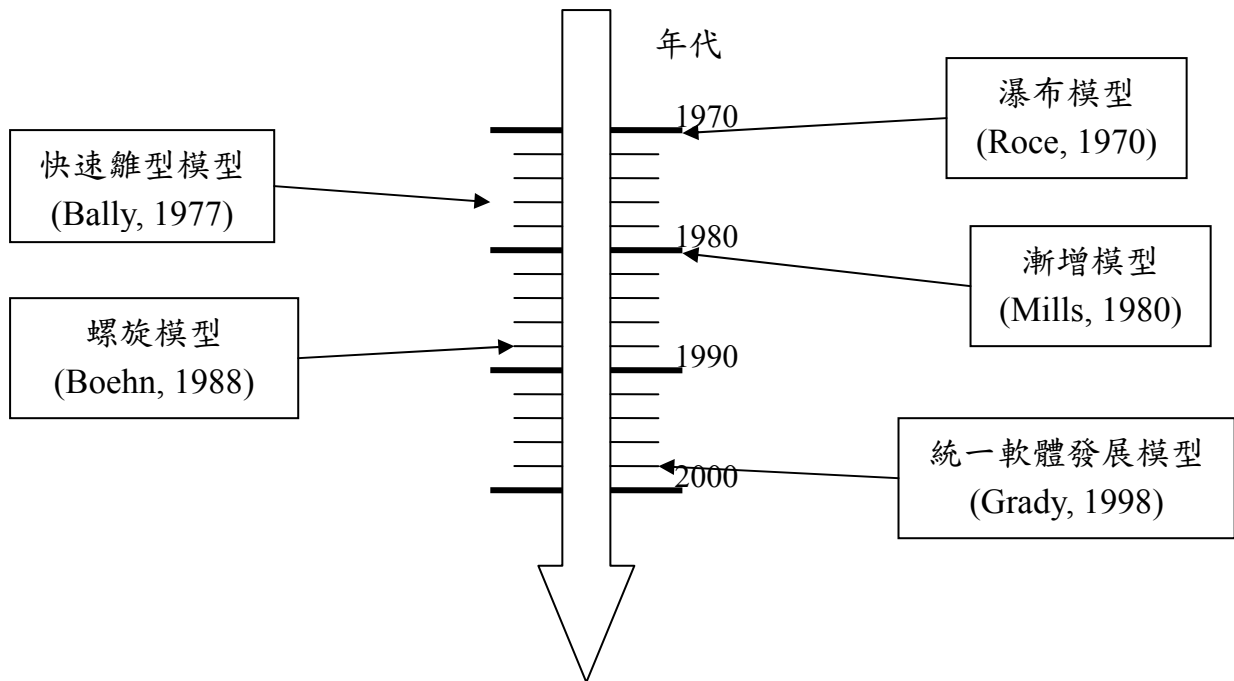 年代
1970
瀑布模型
(Roce, 1970)
快速雛型模型
(Bally, 1977)
1980
漸增模型
(Mills, 1980)
螺旋模型
(Boehn, 1988)
1990
統一軟體發展模型
(Grady, 1998)
2000